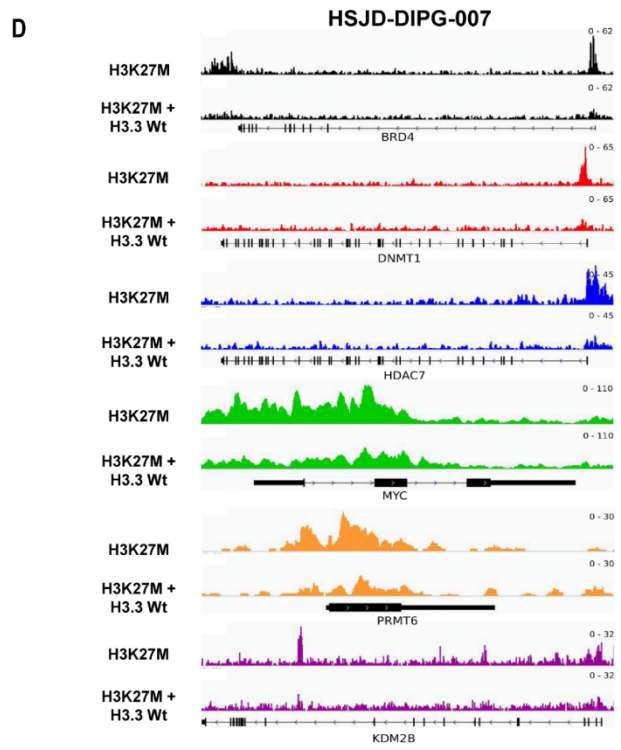 D
HSJD-DIPG-007
0 - 62
H3K27M
0 - 62
H3K27M +
H3.3 Wt
BRD4
0 - 65
H3K27M
0 - 65
H3K27M +
H3.3 Wt
DNMT1
0 - 45
H3K27M
0 - 45
H3K27M +
H3.3 Wt
HDAC7
0 - 110
H3K27M
0 - 110
H3K27M +
H3.3 Wt
MYC
0 - 30
H3K27M
0 - 30
H3K27M +
H3.3 Wt
PRMT6
0 - 32
H3K27M
0 - 32
H3K27M +
H3.3 Wt
KDM2B